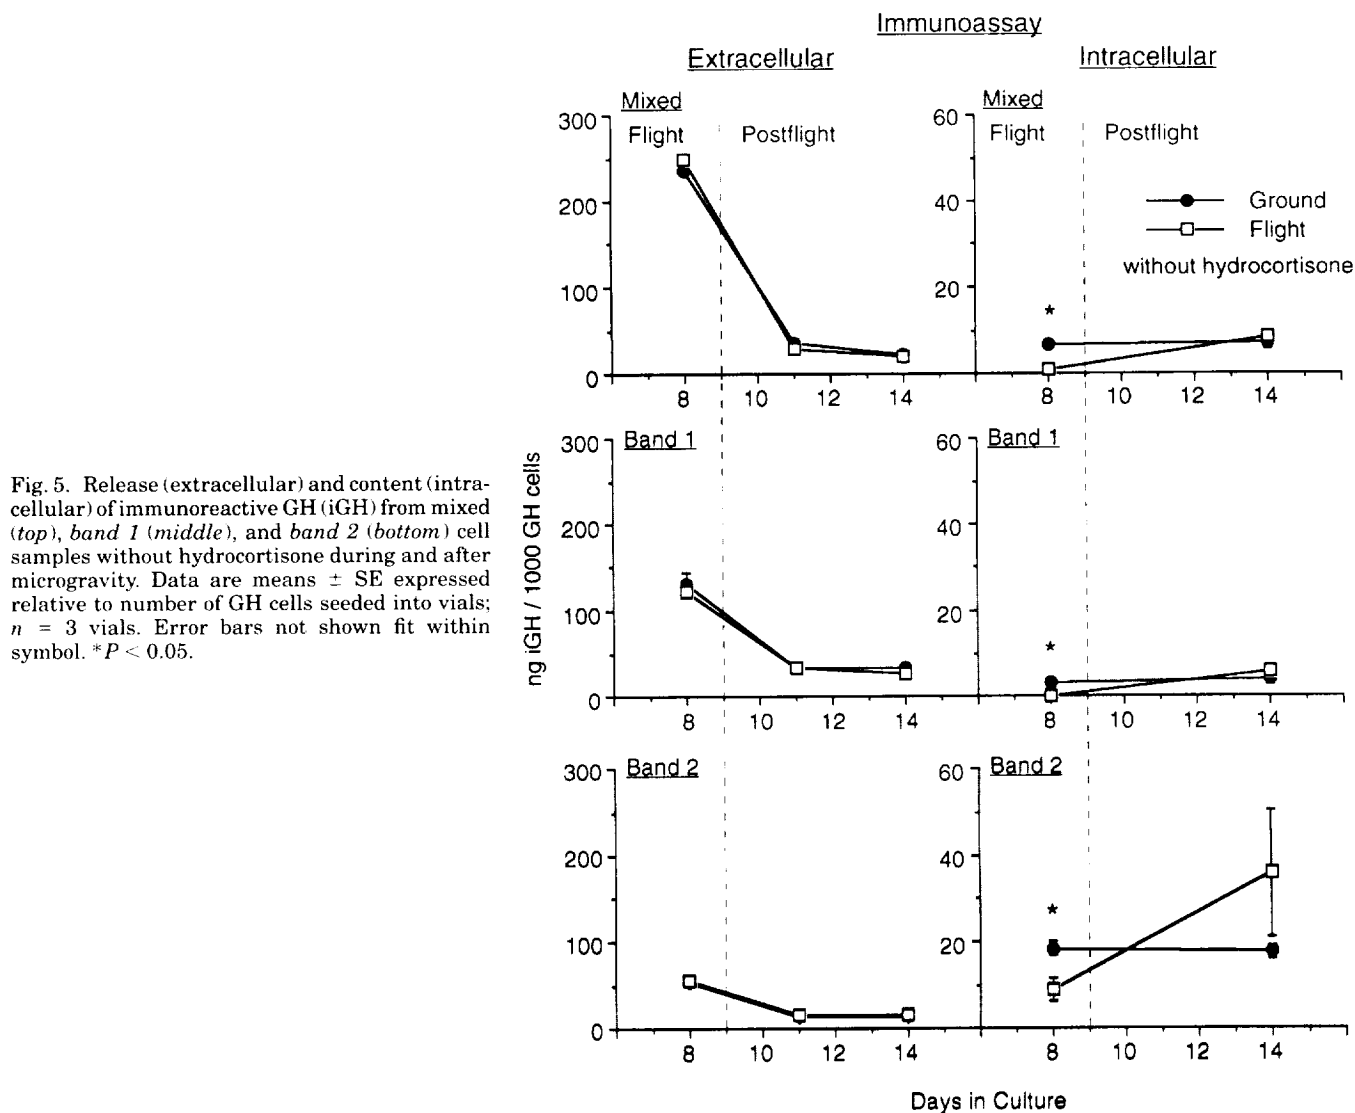 Immunoassay
Extracellular
Intracellular
Mixed
Flight
Postflight
300
200
100
0
8
10
12
14
Mixed
Flight
Postflight
60
40
20
Ground
Flight
without hydrocortisone
*
8
10
12
14
Fig. 5. Release (extracellular) and content (intra-
cellular) of immunoreactive GH (iGH) from mixed
(top), band 1 (middle), and band 2 (bottom) cell
samples without hydrocortisone during and after
microgravity. Data are means ± SE expressed
relative to number of GH cells seeded into vials;
n = 3 vials. Error bars not shown fit within
symbol. *P < 0.05.
ng iGH / 1000 GH cells
Band 1
300
200
100
0
8
10
12
14
Band 1
60
40
20
*
8
10
12
14
Band 2
300
200
100
0
8
10
12
14
Band 2
60
40
20
*
8
10
12
14
Days in Culture